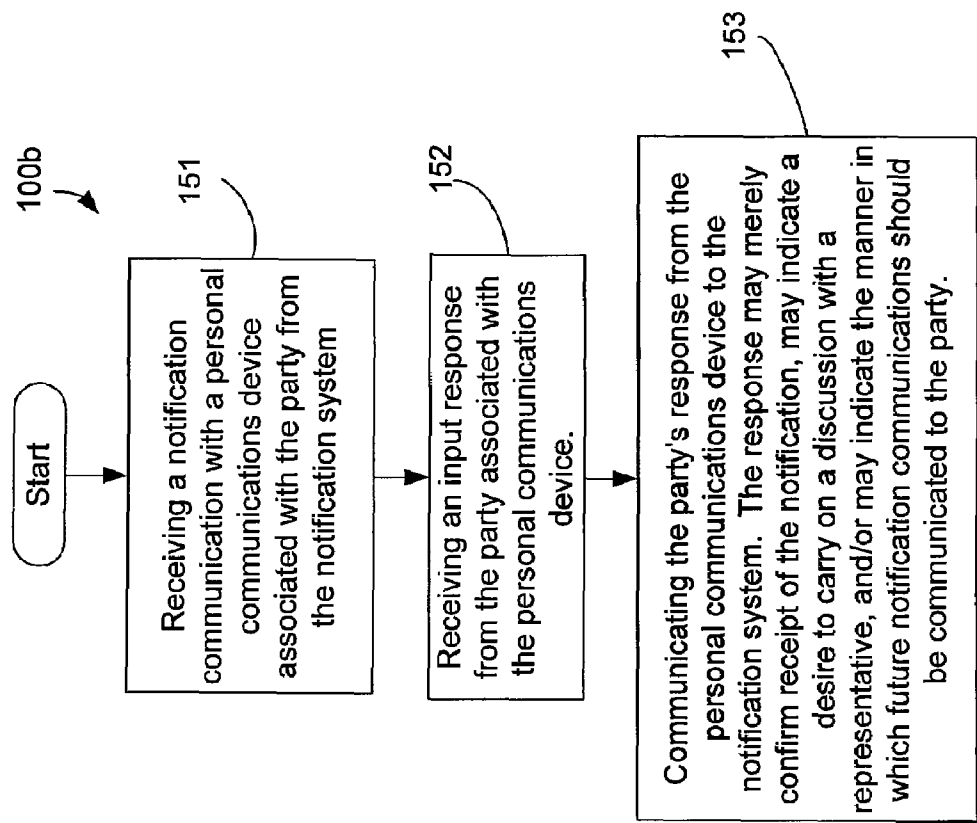 100b
Start
151
Receiving a notification
communication with a personal
communications device
associated with the party from
the notification system
152
Receiving an input response
from the party associated with
the personal communications
device.
153
Communicating the party's response from the
personal communications device to the
notification system.  The response may merely
confirm receipt of the notification, may indicate a
desire to carry on a discussion with a
representative, and/or may indicate the manner in
which future notification communications should
be communicated to the party.